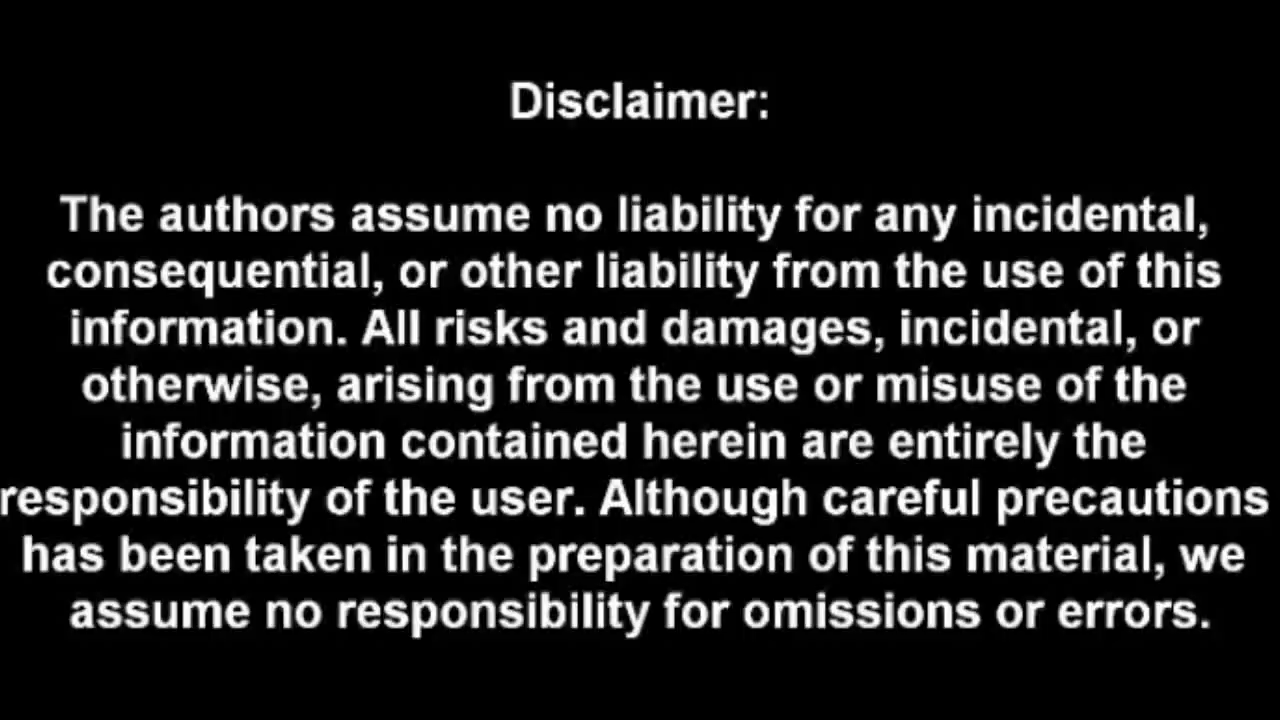 Disclaimer:
The authors assume no liability for any incidental,
consequential, or other liability from the use of this
information. All risks and damages, incidental, or
otherwise, arising from the use or misuse of the
information contained herein are entirely the
responsibility of the user. Although careful precautions
has been taken in the preparation of this material, we
assume no responsibility for omissions or errors.